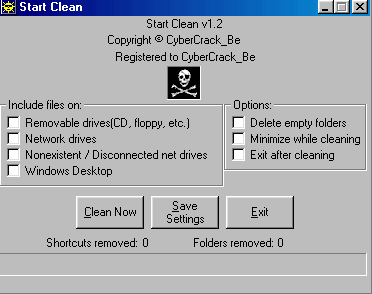 Start Clean
Start Clean v1.2
Copyright © CyberCrack_Be
Registered to CyberCrack_Be
Include files on:
Removable drives(CD, floppy, etc.)
Network drives
Nonexistent / Disconnected net drives
Windows Desktop
Options:
Delete empty folders
Minimize while cleaning
Exit after cleaning
Clean Now
Save
Settings
Exit
Shortcuts removed: 0 Folders removed: 0